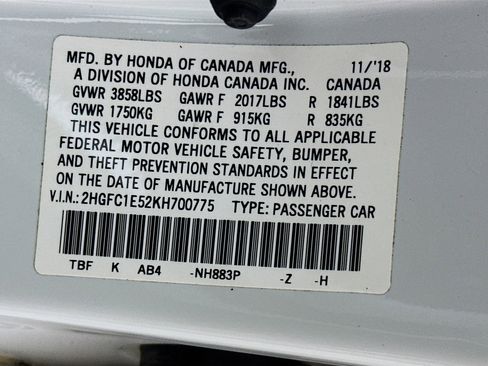 MFD. BY HONDA OF CANADA MFG., 11/'18
A DIVISION OF HONDA CANADA INC. CANADA
GVWR 3858LBS GAWR F 2017LBS R 1841LBS
GVWR 1750KG GAWR F 915KG R 835KG
THIS VEHICLE CONFORMS TO ALL APPLICABLE
FEDERAL MOTOR VEHICLE SAFETY, BUMPER,
AND THEFT PREVENTION STANDARDS IN EFFECT
ON THE DATE OF MANUFACTURE SHOWN ABOVE.
V.I.N.:2HGFC1E52KH700775 TYPE: PASSENGER CAR
TBF K AB4 -NH883P -Z -H